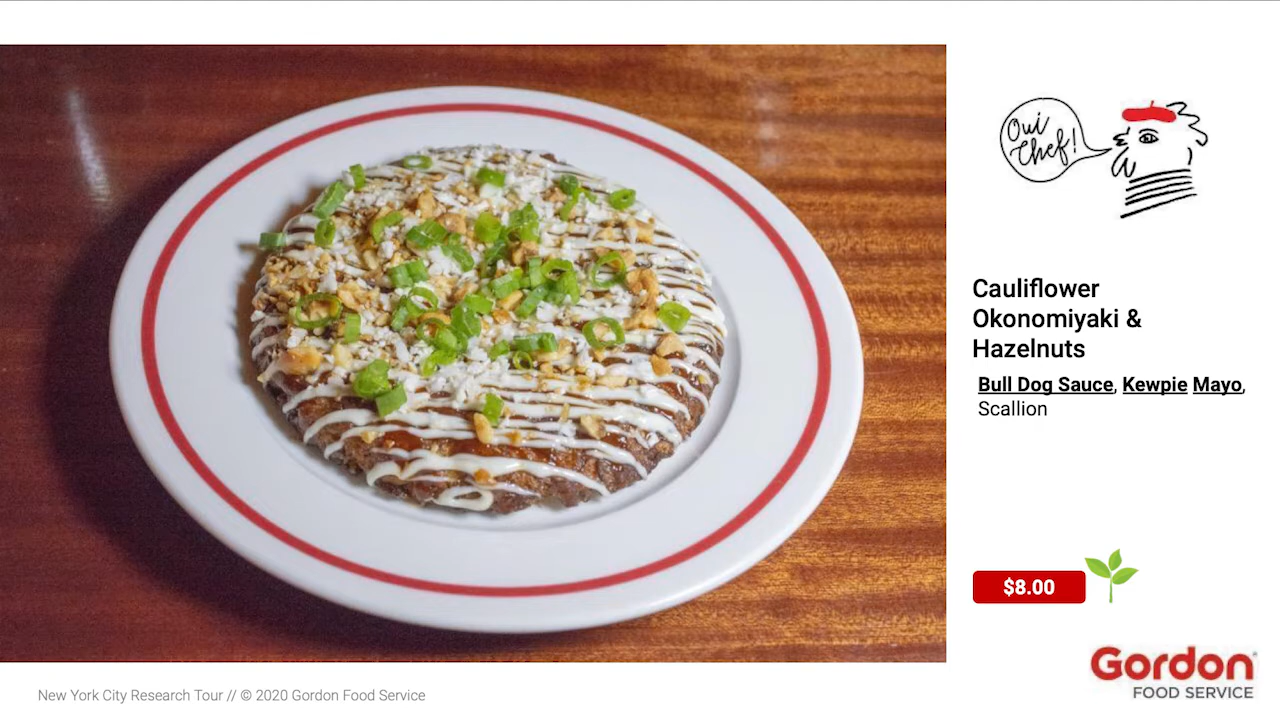 Oui
Chef!
Cauliflower
Okonomiyaki &
Hazelnuts
Bull Dog Sauce, Kewpie Mayo,
Scallion
$8.00
Gordon
FOOD SERVICE
New York City Research Tour // © 2020 Gordon Food Service